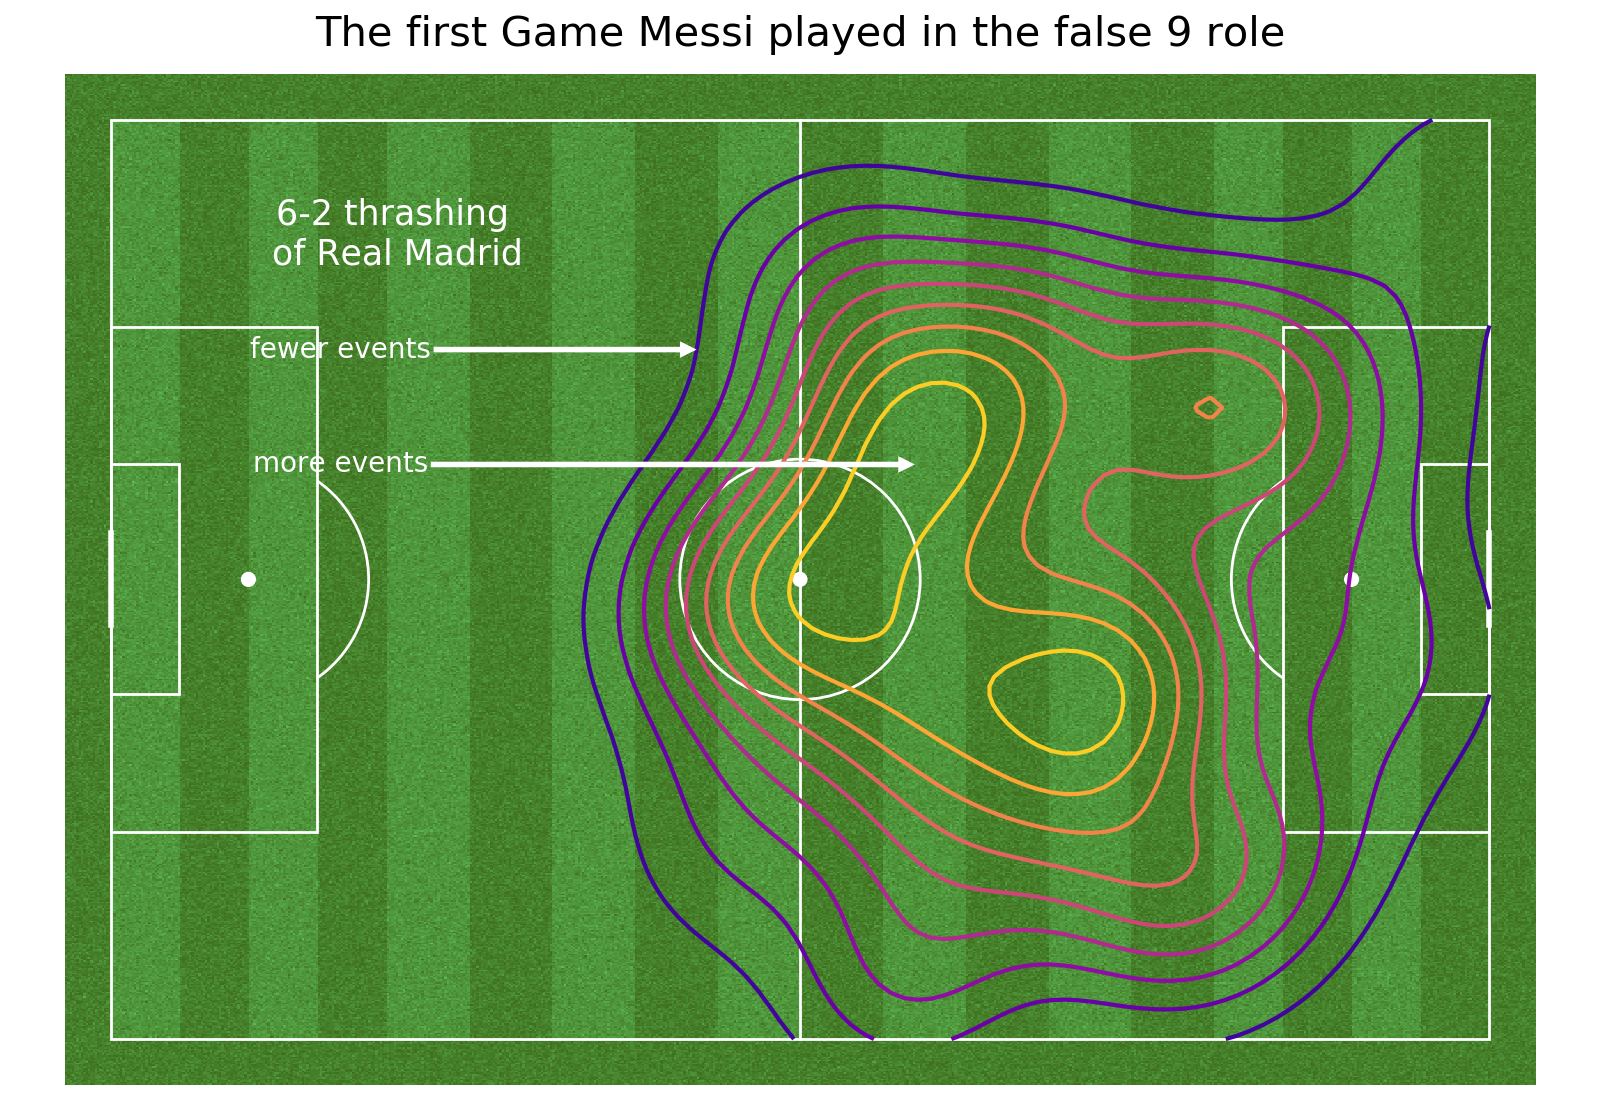 The first Game Messi played in the false 9 role
6-2 thrashing
of Real Madrid
fewer events
more events